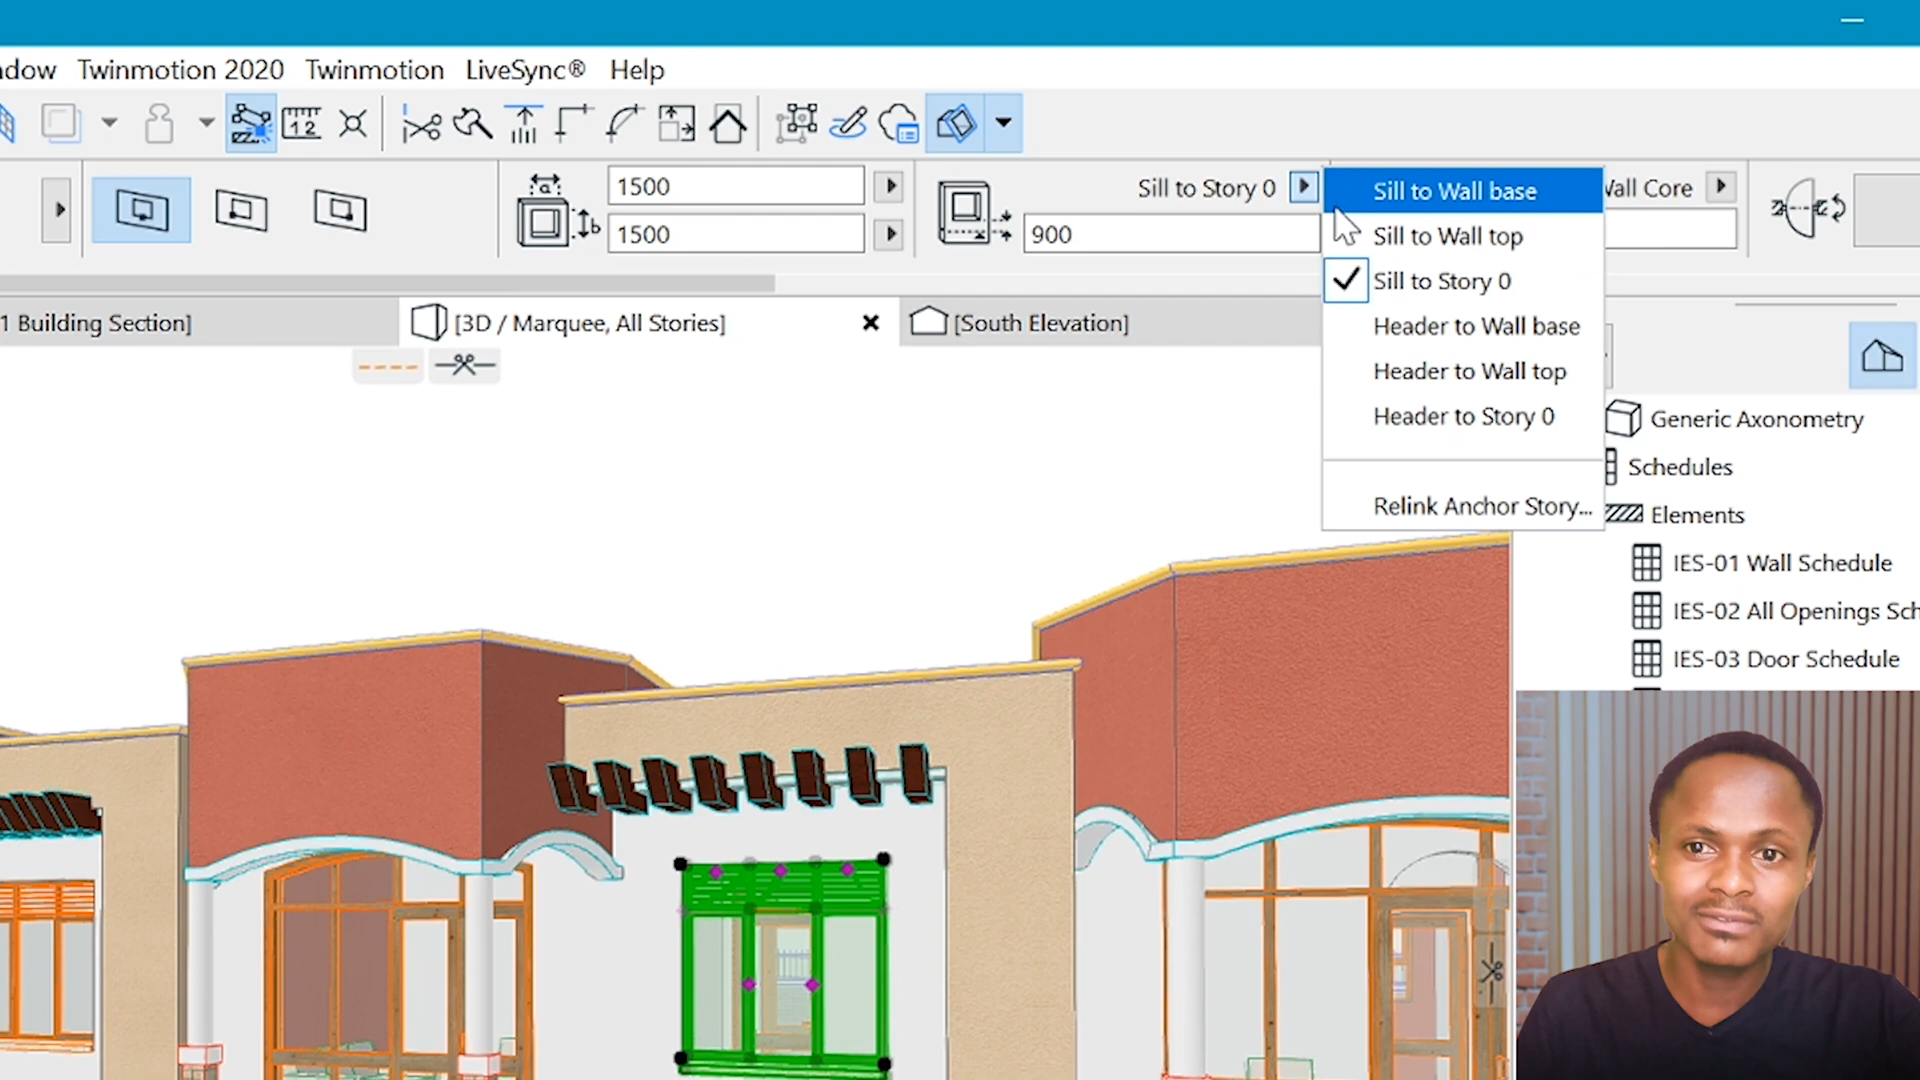 ndow Twinmotion 2020 Twinmotion LiveSync® Help
1 2
a 1500
b 1500
Sill to Story 0
900
Wall Core
Sill to Wall base
Sill to Wall top
Sill to Story 0
Header to Wall base
Header to Wall top
Header to Story 0
Relink Anchor Story...
1 Building Section]
[3D / Marquee, All Stories]
[South Elevation]
Generic Axonometry
Schedules
Elements
IES-01 Wall Schedule
IES-02 All Openings Sch
IES-03 Door Schedule